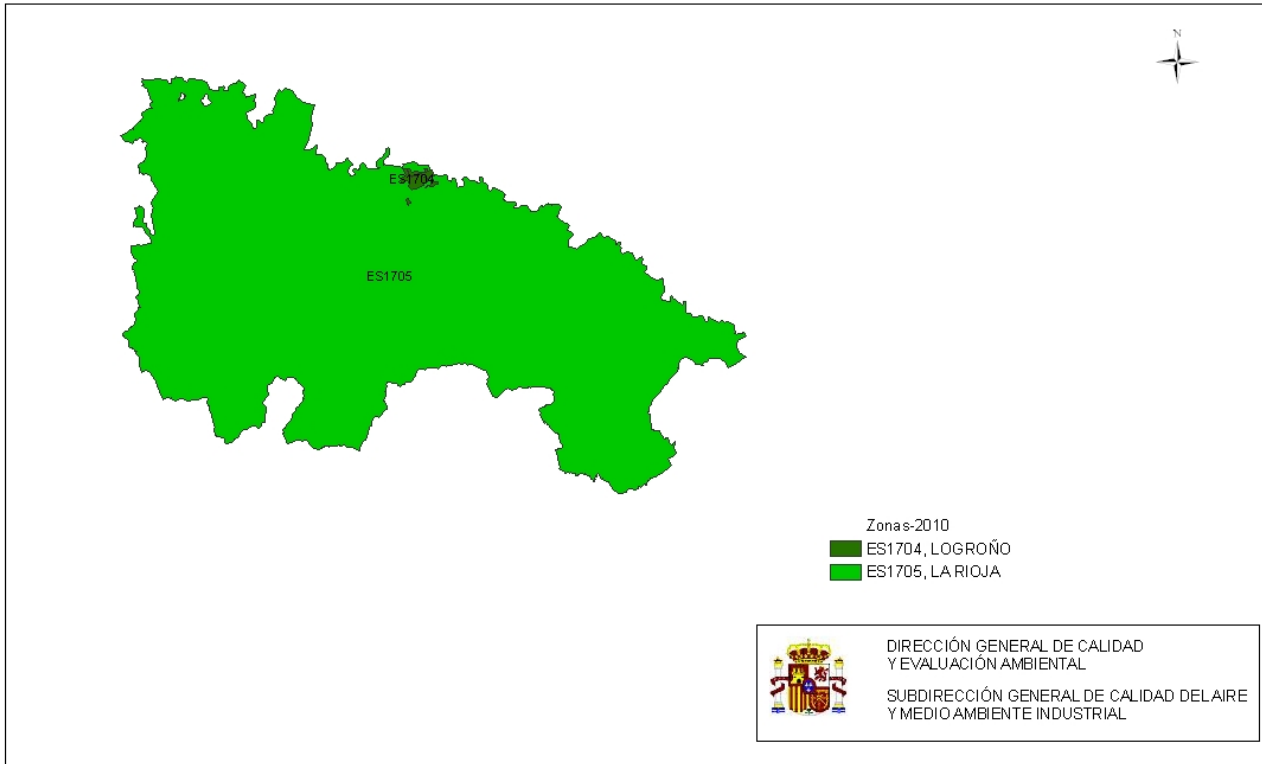 N
ES1704
ES1705
Zonas-2010
ES1704, LOGROÑO
ES1705, LA RIOJA
DIRECCIÓN GENERAL DE CALIDAD
Y EVALUACIÓN AMBIENTAL
SUBDIRECCIÓN GENERAL DE CALIDAD DEL AIRE
Y MEDIO AMBIENTE INDUSTRIAL